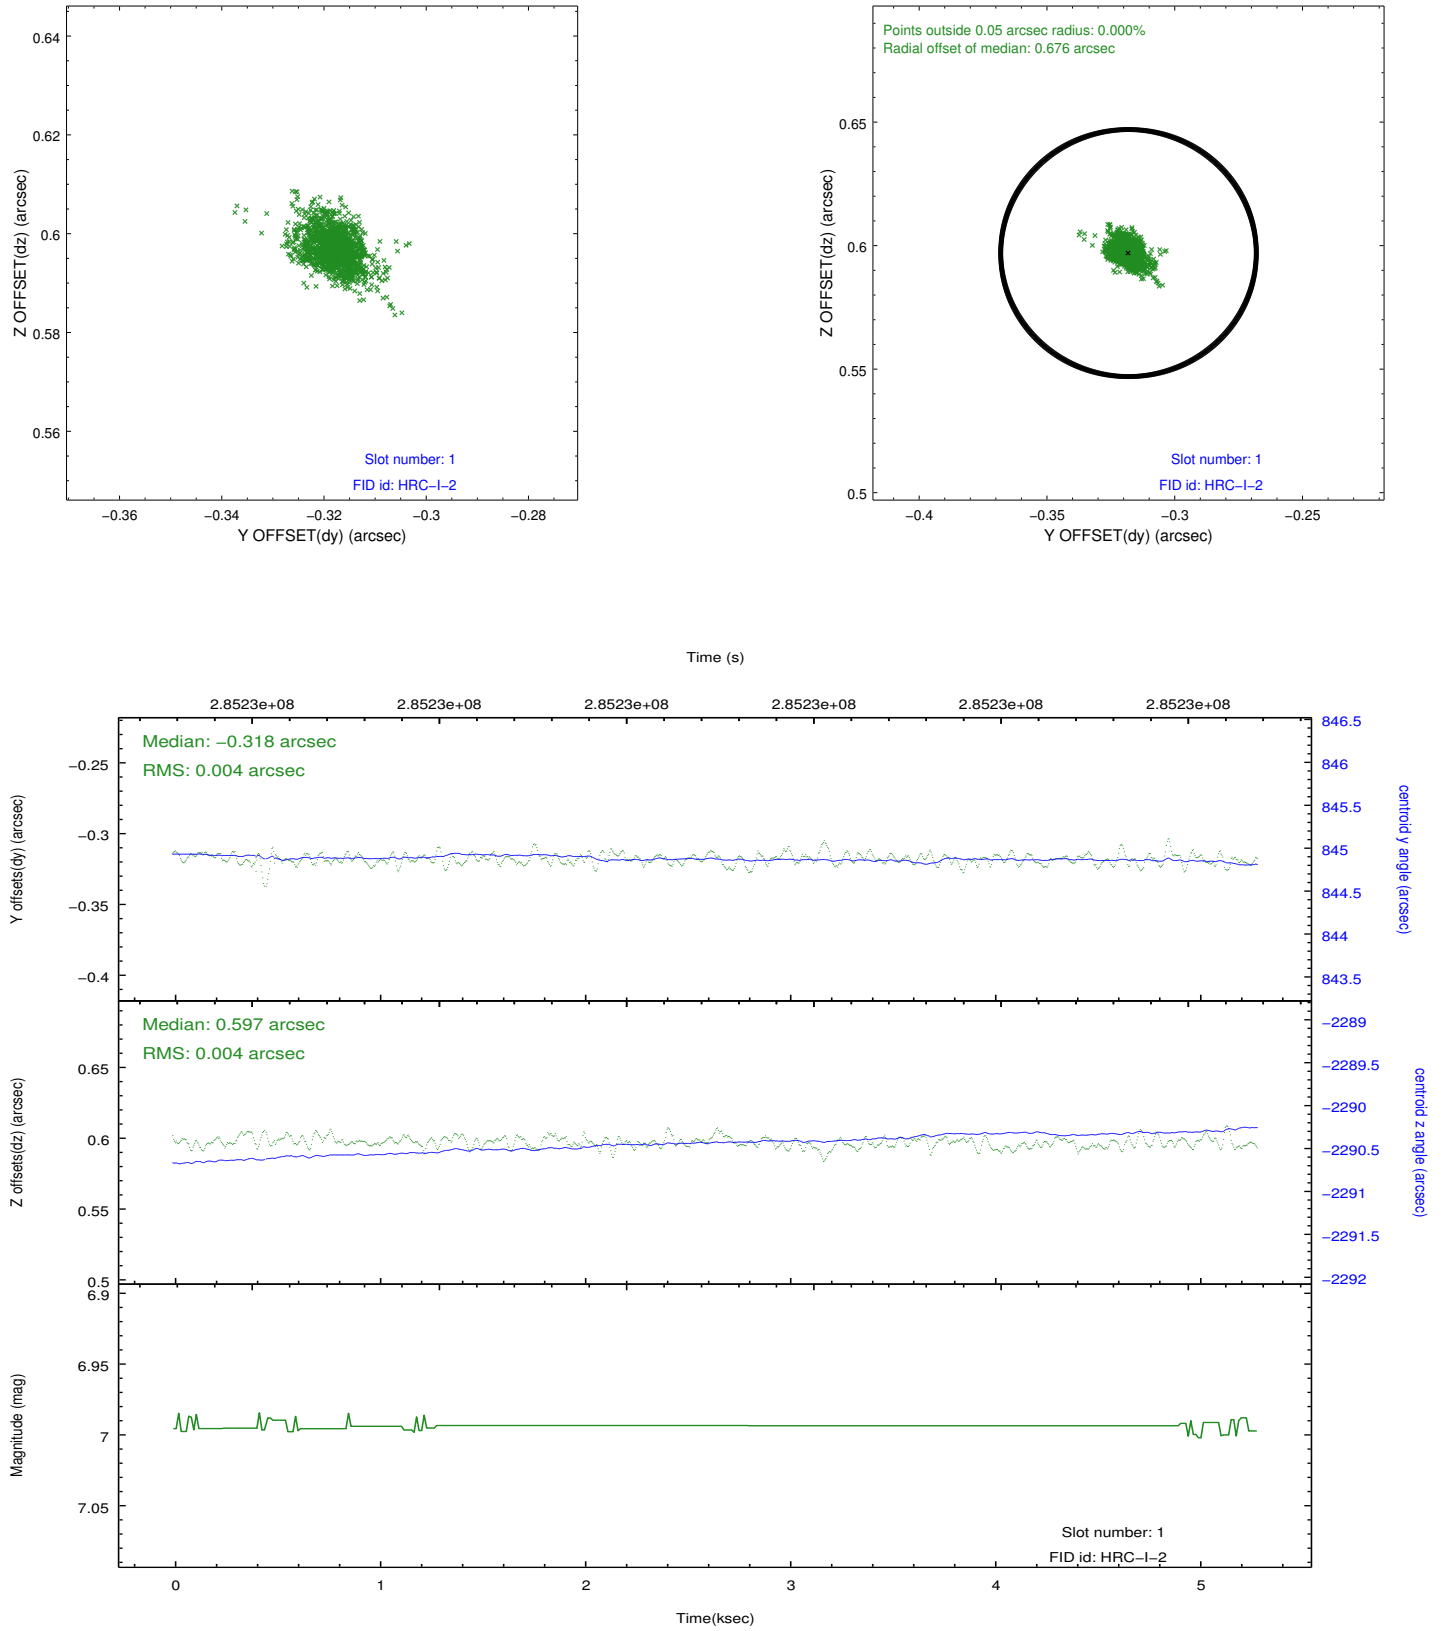 0.64
0.62
0.6
0.58
0.56
Z OFFSET(dz) (arcsec)
Slot number: 1
FID id: HRC−I−2
−0.36
−0.34
−0.32
−0.3
−0.28
Y OFFSET(dy) (arcsec)
Points outside 0.05 arcsec radius: 0.000%
Radial offset of median: 0.676 arcsec
0.65
0.6
0.55
0.5
Z OFFSET(dz) (arcsec)
Slot number: 1
FID id: HRC−I−2
−0.4
−0.35
−0.3
−0.25
Y OFFSET(dy) (arcsec)
Time (s)
2.8523e+08
2.8523e+08
2.8523e+08
2.8523e+08
2.8523e+08
2.8523e+08
Median: −0.318 arcsec
RMS: 0.004 arcsec
−0.25
−0.3
−0.35
−0.4
Y offsets(dy) (arcsec)
846.5
846
845.5
845
844.5
844
843.5
centroid y angle (arcsec)
Median: 0.597 arcsec
RMS: 0.004 arcsec
0.65
0.6
0.55
0.5
Z offsets(dz) (arcsec)
−2289
−2289.5
−2290
−2290.5
−2291
−2291.5
−2292
centroid z angle (arcsec)
6.9
6.95
7
7.05
Magnitude (mag)
Slot number: 1
FID id: HRC−I−2
0
1
2
3
4
5
Time(ksec)